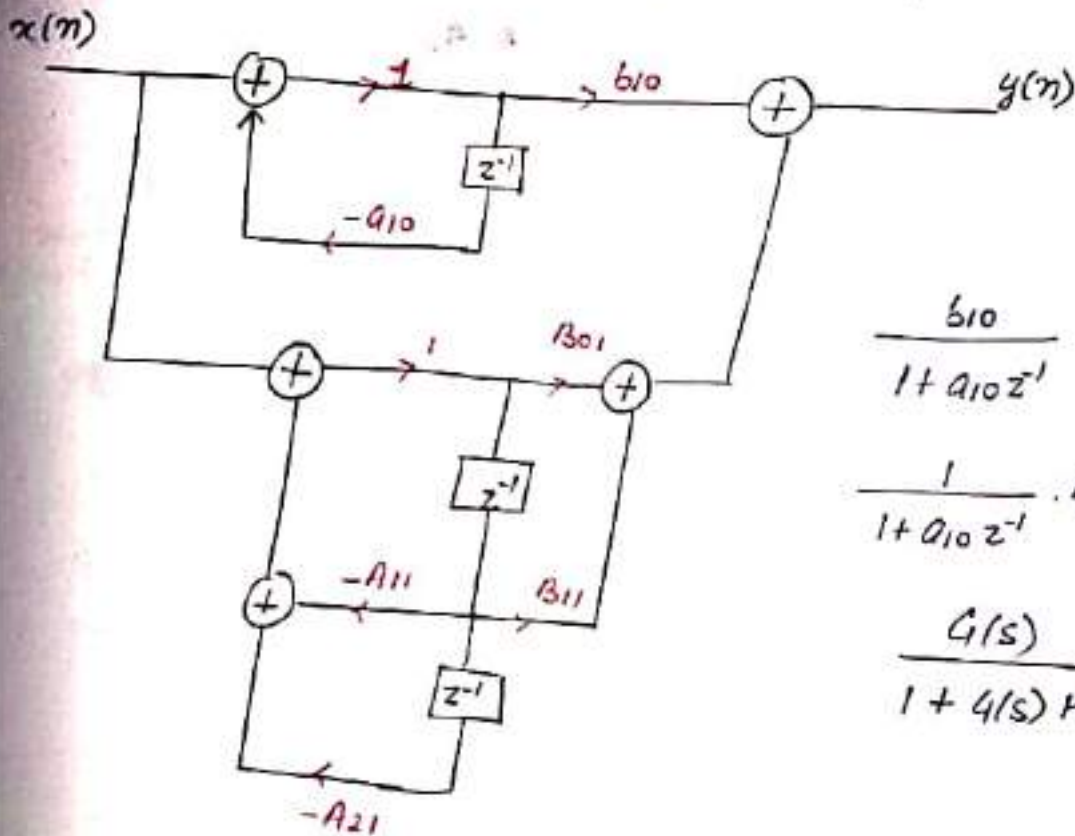 x(n)
1 b10 y(n)
z⁻¹
-a10
1 B01
z⁻¹
-A11 B11
z⁻¹
-A21
b10
1 + a10 z⁻¹
1
1 + a10 z⁻¹
G(s)
1 + G(s)